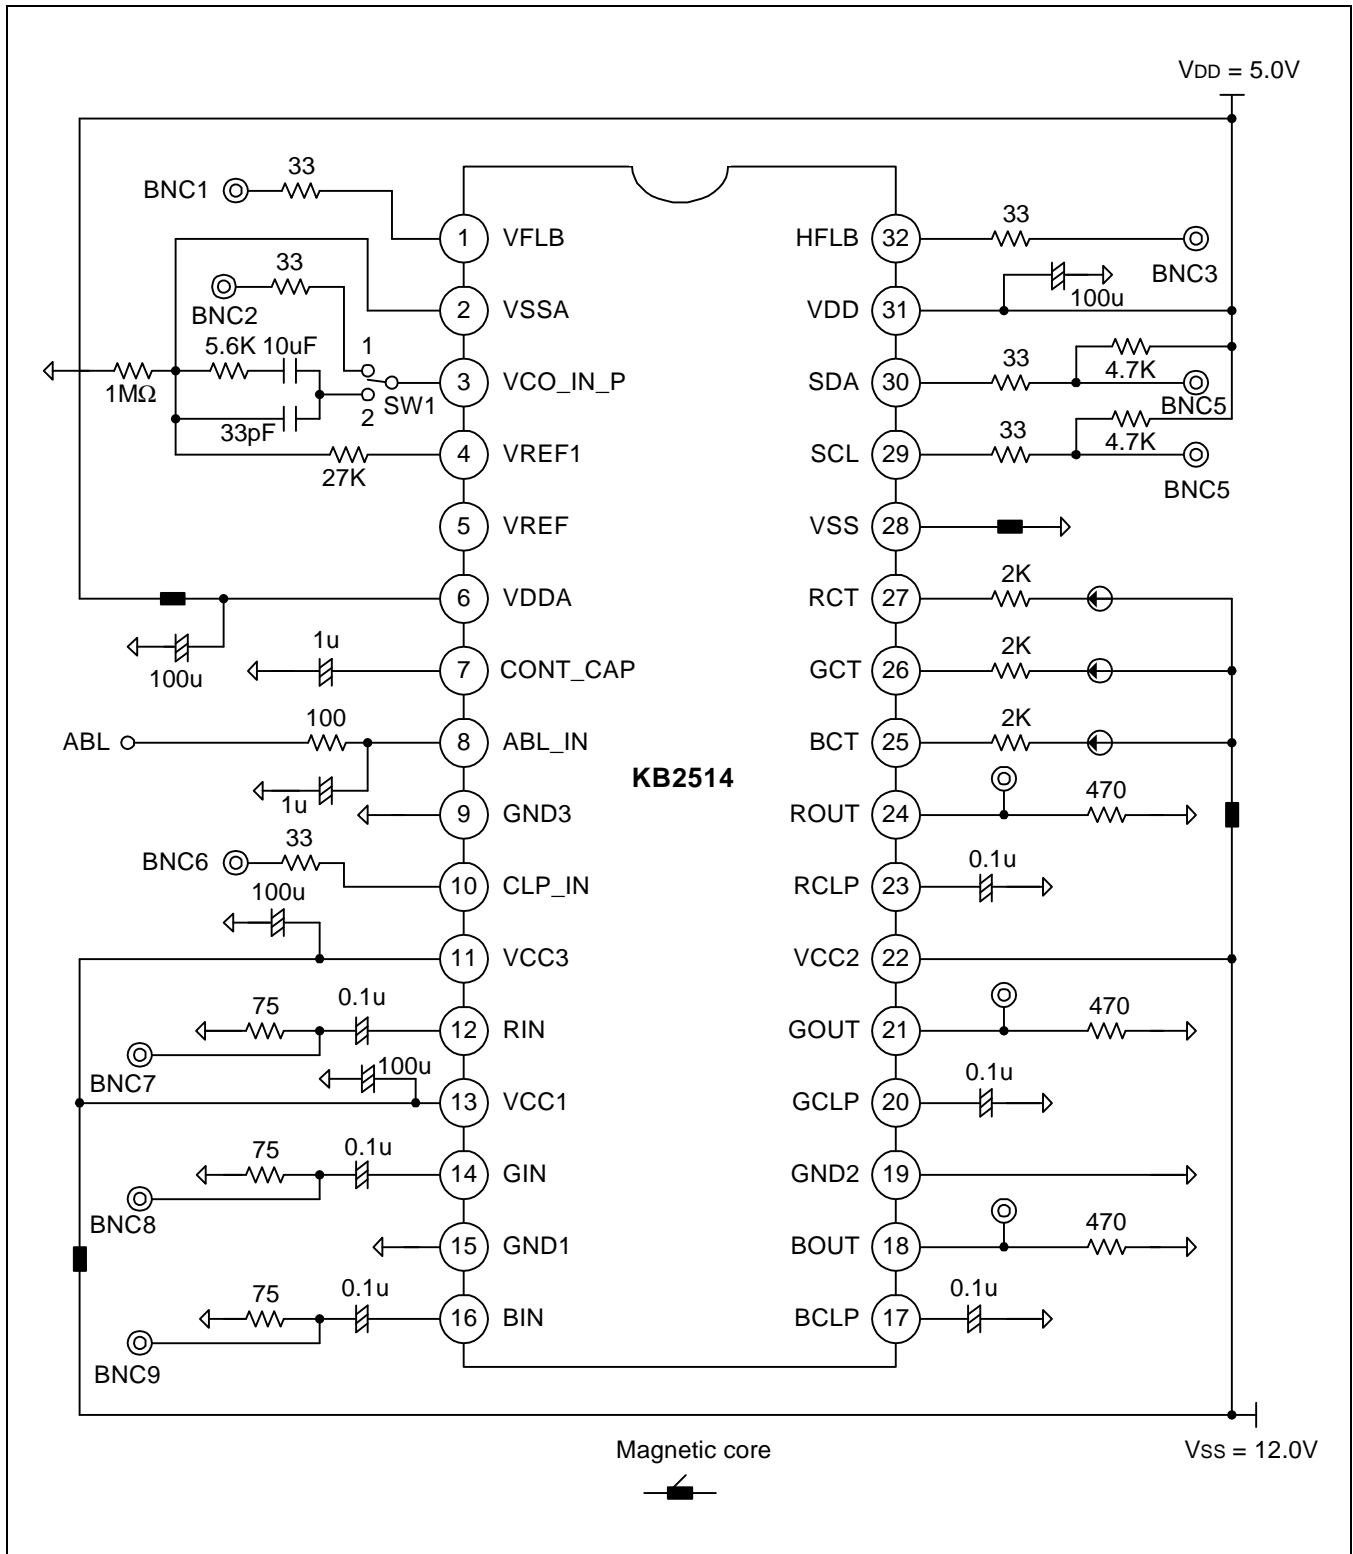 VDD = 5.0V
BNC1
33
1
VFLB
HFLB
32
33
BNC3
BNC2
33
2
VSSA
VDD
31
100u
1MΩ
5.6K
10uF
33pF
1
2
SW1
3
VCO_IN_P
SDA
30
33
4.7K
BNC5
27K
4
VREF1
SCL
29
33
4.7K
BNC5
5
VREF
VSS
28
100u
6
VDDA
RCT
27
2K
1u
7
CONT_CAP
GCT
26
2K
ABL
100
1u
8
ABL_IN
BCT
25
2K
KB2514
9
GND3
ROUT
24
470
BNC6
33
10
CLP_IN
RCLP
23
0.1u
100u
11
VCC3
VCC2
22
75
0.1u
BNC7
12
RIN
GOUT
21
470
100u
13
VCC1
GCLP
20
0.1u
75
0.1u
BNC8
14
GIN
GND2
19
15
GND1
BOUT
18
470
75
0.1u
BNC9
16
BIN
BCLP
17
0.1u
Magnetic core
VSS = 12.0V